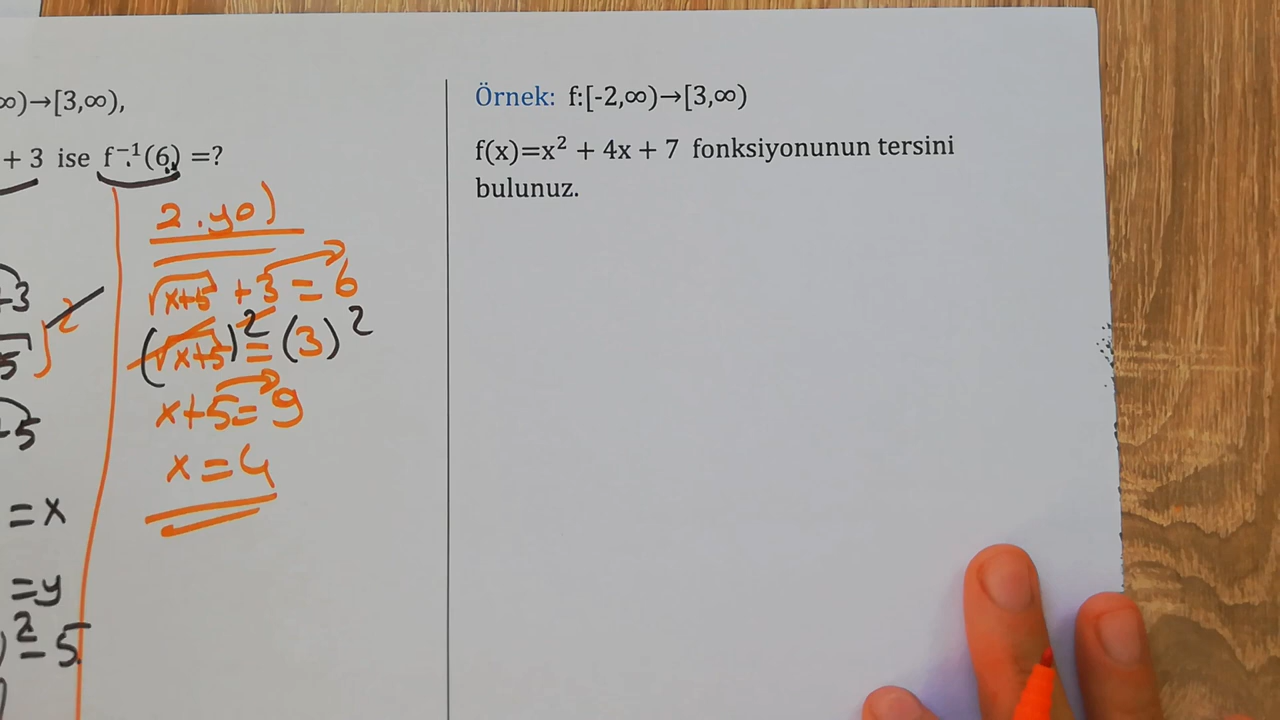 ∞)→[3,∞),
+ 3 ise f⁻¹(6) =?
2.yol
√x+5 +3 = 6
(√x+5)² = (3)²
x+5=9
x=4
+3
5)²
+5
=x
=y
)²-5
Örnek: f:[-2,∞)→[3,∞)
f(x)=x² + 4x + 7 fonksiyonunun tersini
bulunuz.